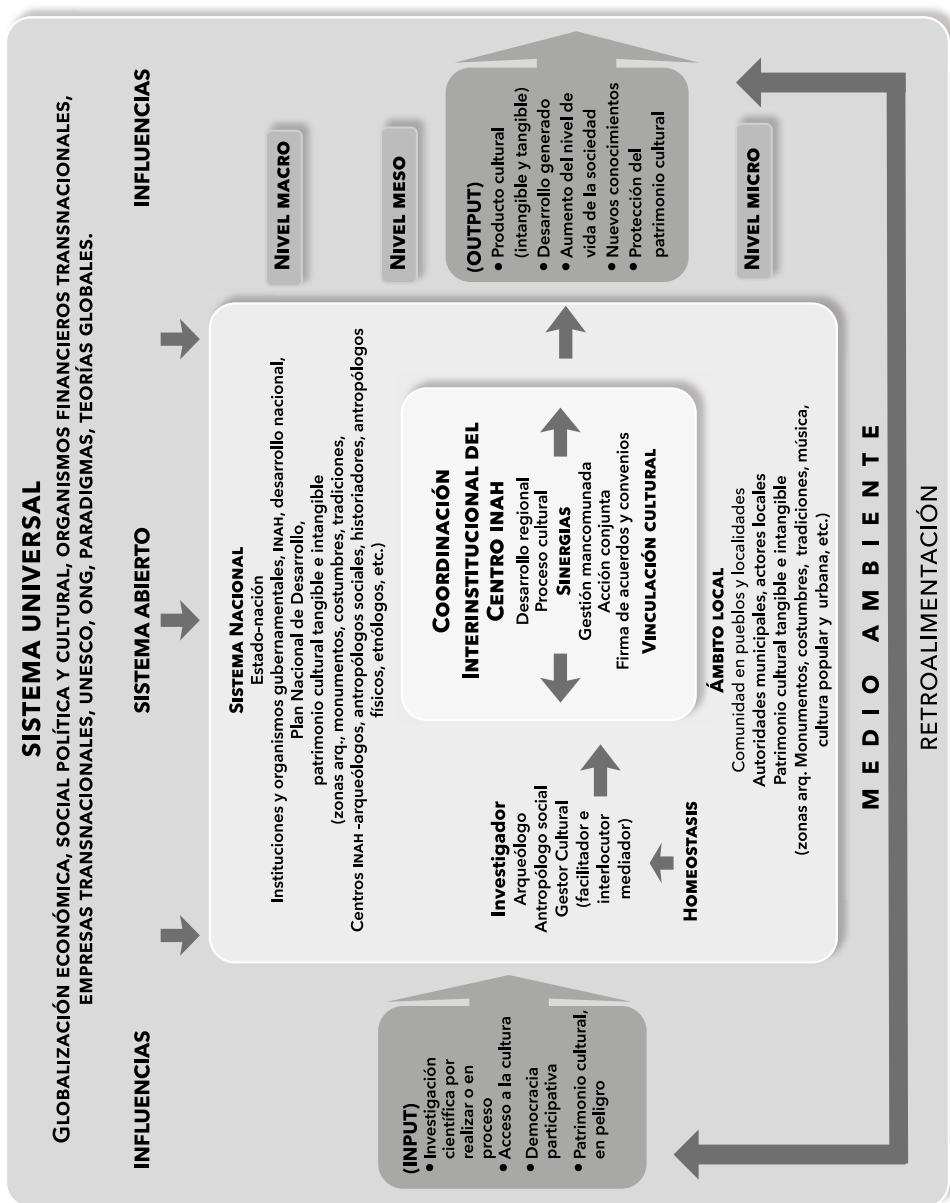 SISTEMA UNIVERSAL
GLOBALIZACIÓN ECONÓMICA, SOCIAL POLÍTICA Y CULTURAL, ORGANISMOS FINANCIEROS TRANSNACIONALES,
EMPRESAS TRANSNACIONALES, UNESCO, ONG, PARADIGMAS, TEORÍAS GLOBALES.
INFLUENCIAS
SISTEMA ABIERTO
INFLUENCIAS
SISTEMA NACIONAL
Estado-nación
Instituciones y organismos gubernamentales, INAH, desarrollo nacional,
Plan Nacional de Desarrollo,
patrimonio cultural tangible e intangible
(zonas arq., monumentos, costumbres, tradiciones,
Centros INAH -arqueólogos, antropólogos sociales, historiadores, antropólogos
físicos, etnólogos, etc.)
NIVEL MACRO
NIVEL MESO
(INPUT)
• Investigación
científica por
realizar o en
proceso
• Acceso a la cultura
• Democracia
participativa
• Patrimonio cultural,
en peligro
Investigador
Arqueólogo
Antropólogo social
Gestor Cultural
(facilitador e
interlocutor
mediador)
HOMEOSTASIS
COORDINACIÓN
INTERINSTITUCIONAL DEL
CENTRO INAH
Desarrollo regional
Proceso cultural
SINERGIAS
Gestión mancomunada
Acción conjunta
Firma de acuerdos y convenios
VINCULACIÓN CULTURAL
(OUTPUT)
• Producto cultural
(intangible y tangible)
• Desarrollo generado
• Aumento del nivel de
vida de la sociedad
• Nuevos conocimientos
• Protección del
patrimonio cultural
NIVEL MICRO
ÁMBITO LOCAL
Comunidad en pueblos y localidades
Autoridades municipales, actores locales
Patrimonio cultural tangible e intangible
(zonas arq. Monumentos, costumbres, tradiciones, música,
cultura popular y urbana, etc.)
MEDIO AMBIENTE
RETROALIMENTACIÓN